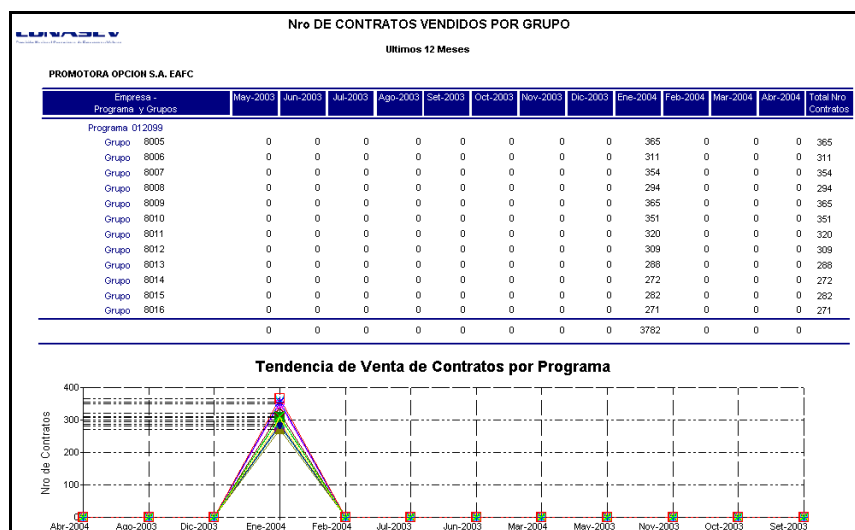 Nro DE CONTRATOS VENDIDOS POR GRUPO
Ultimos 12 Meses
PROMOTORA OPCION S.A. EAFC
Empresa - Programa y Grupos May-2003 Jun-2003 Jul-2003 Ago-2003 Set-2003 Oct-2003 Nov-2003 Dic-2003 Ene-2004 Feb-2004 Mar-2004 Abr-2004 Total Nro Contratos
Programa 012099
Grupo 8005 0 0 0 0 0 0 0 0 365 0 0 0 365
Grupo 8006 0 0 0 0 0 0 0 0 311 0 0 0 311
Grupo 8007 0 0 0 0 0 0 0 0 354 0 0 0 354
Grupo 8008 0 0 0 0 0 0 0 0 294 0 0 0 294
Grupo 8009 0 0 0 0 0 0 0 0 365 0 0 0 365
Grupo 8010 0 0 0 0 0 0 0 0 351 0 0 0 351
Grupo 8011 0 0 0 0 0 0 0 0 320 0 0 0 320
Grupo 8012 0 0 0 0 0 0 0 0 309 0 0 0 309
Grupo 8013 0 0 0 0 0 0 0 0 288 0 0 0 288
Grupo 8014 0 0 0 0 0 0 0 0 272 0 0 0 272
Grupo 8015 0 0 0 0 0 0 0 0 282 0 0 0 282
Grupo 8016 0 0 0 0 0 0 0 0 271 0 0 0 271
0 0 0 0 0 0 0 0 3782 0 0 0
Tendencia de Venta de Contratos por Programa
Nro de Contratos
400
300
200
100
0
Abr-2004 Ago-2003 Dic-2003 Ene-2004 Feb-2004 Jul-2003 Jun-2003 Mar-2004 May-2003 Nov-2003 Oct-2003 Set-2003